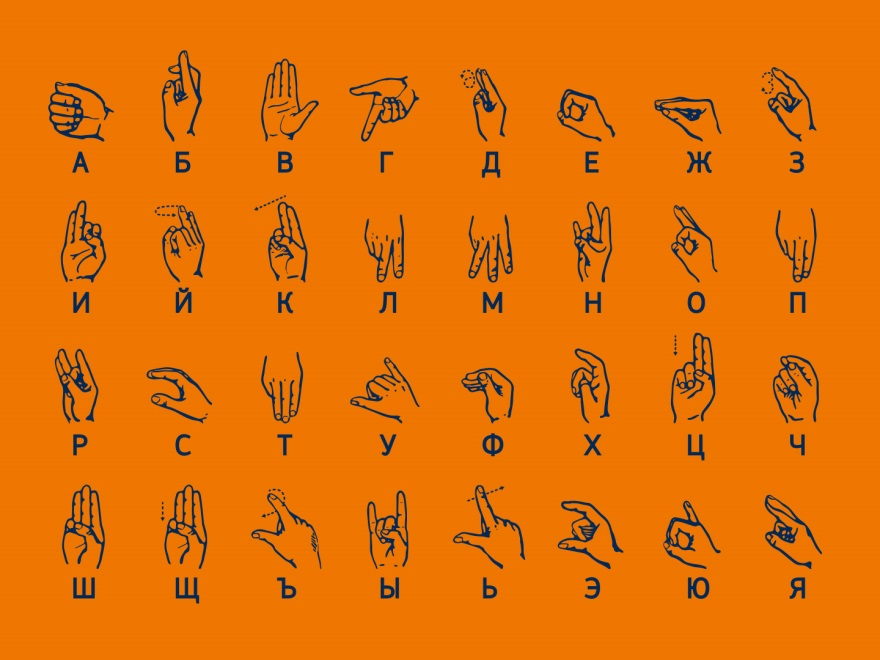 А Б В Г Д Е Ж З
И Й К Л М Н О П
Р С Т У Ф Х Ц Ч
Ш Щ Ъ Ы Ь Э Ю Я